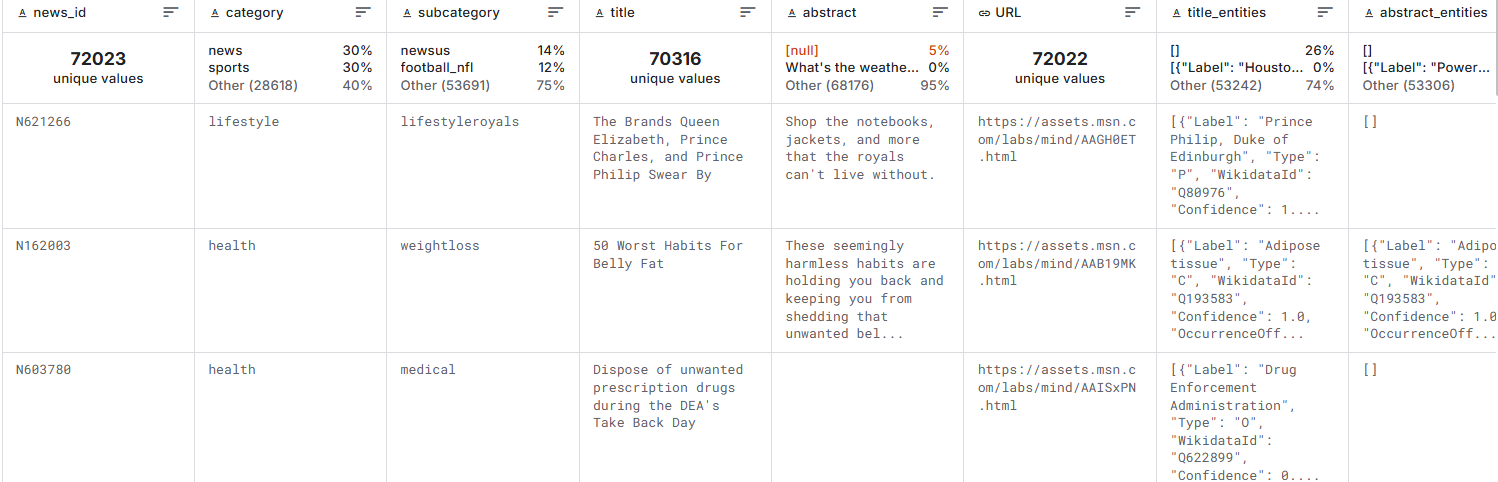 news_id category subcategory title abstract URL title_entities abstract_entities
72023
unique values
news 30%
sports 30%
Other (28618) 40%
newsus 14%
football_nfl 12%
Other (53691) 75%
70316
unique values
[null] 5%
What's the weathe... 0%
Other (68176) 95%
72022
unique values
[] 26%
[{"Label": "Housto... 0%
Other (53242) 74%
[]
[{"Label": "Power...
Other (53306)
N621266
lifestyle
lifestyleroyals
The Brands Queen
Elizabeth, Prince
Charles, and Prince
Philip Swear By
Shop the notebooks,
jackets, and more
that the royals
can't live without.
https://assets.msn.c
om/labs/mind/AAGH0ET
.html
[{"Label": "Prince
Philip, Duke of
Edinburgh", "Type":
"P", "WikidataId":
"Q80976",
"Confidence": 1....
[]
N162003
health
weightloss
50 Worst Habits For
Belly Fat
These seemingly
harmless habits are
holding you back and
keeping you from
shedding that
unwanted bel...
https://assets.msn.c
om/labs/mind/AAB19MK
.html
[{"Label": "Adipose
tissue", "Type":
"C", "WikidataId":
"Q193583",
"Confidence": 1.0,
"OccurrenceOff...
[{"Label": "Adipo
tissue", "Type":
"C", "WikidataId"
"Q193583",
"Confidence": 1.0
"OccurrenceOff...
N603780
health
medical
Dispose of unwanted
prescription drugs
during the DEA's
Take Back Day
https://assets.msn.c
om/labs/mind/AAISxPN
.html
[{"Label": "Drug
Enforcement
Administration",
"Type": "O",
"WikidataId":
"Q622899",
"Confidence": 0....
[]